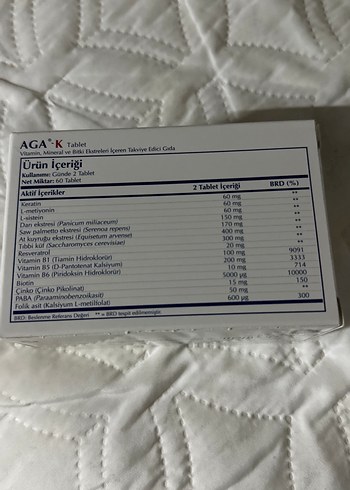 AGA®-K Tablet
Vitamin, Mineral ve Bitki Ekstreleri İçeren Takviye Edici Gıda
Ürün İçeriği
Kullanımı: Günde 2 Tablet
Net Miktar: 60 Tablet
Aktif İçerikler 2 Tablet İçeriği BRD (%)
Keratin 60 mg **
L-metiyonin 60 mg **
L-sistein 60 mg **
Darı ekstresi (Panicum miliaceum) 150 mg **
Saw palmetto ekstresi (Serenoa repens) 170 mg **
At kuyruğu ekstresi (Equisetum arvense) 400 mg **
Tıbbi kül (Saccharomyces cerevisiae) 300 mg **
Resveratrol 20 mg **
Vitamin B1 (Tiamin Hidroklorür) 100 mg 9091
Vitamin B5 (D-Pantotenat Kalsiyum) 200 mg 3333
Vitamin B6 (Piridoksin Hidroklorür) 10 mg 714
Biotin 5000 µg 10000
Çinko (Çinko Pikolinat) 15 mg 150
PABA (Paraaminobenzoikasit) 50 mg **
Folik asit (Kalsiyum L-metilfolat) 600 µg 300
BRD: Beslenme Referans Değeri ** = BRD tespit edilmemiştir.